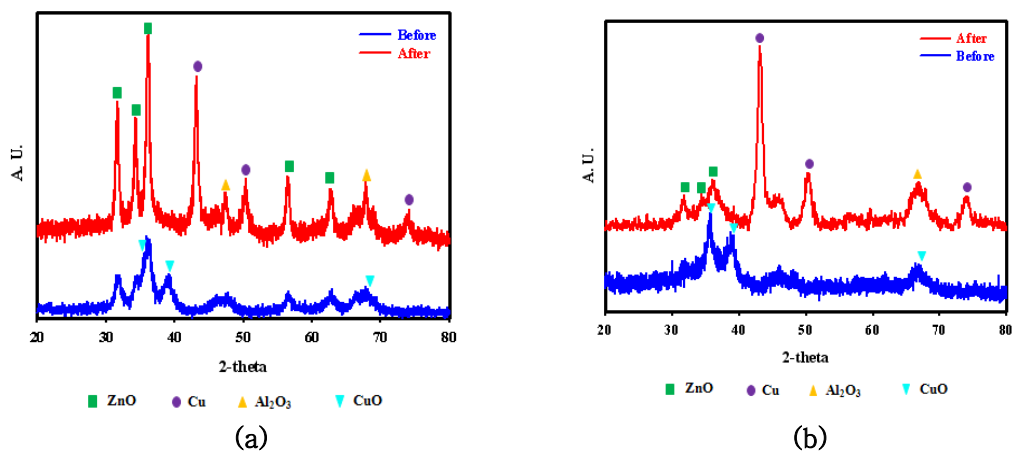 Before
After
A. U.
20 30 40 50 60 70 80
2-theta
ZnO Cu Al₂O₃ CuO
(a)
After
Before
A. U.
20 30 40 50 60 70 80
2-theta
ZnO Cu Al₂O₃ CuO
(b)